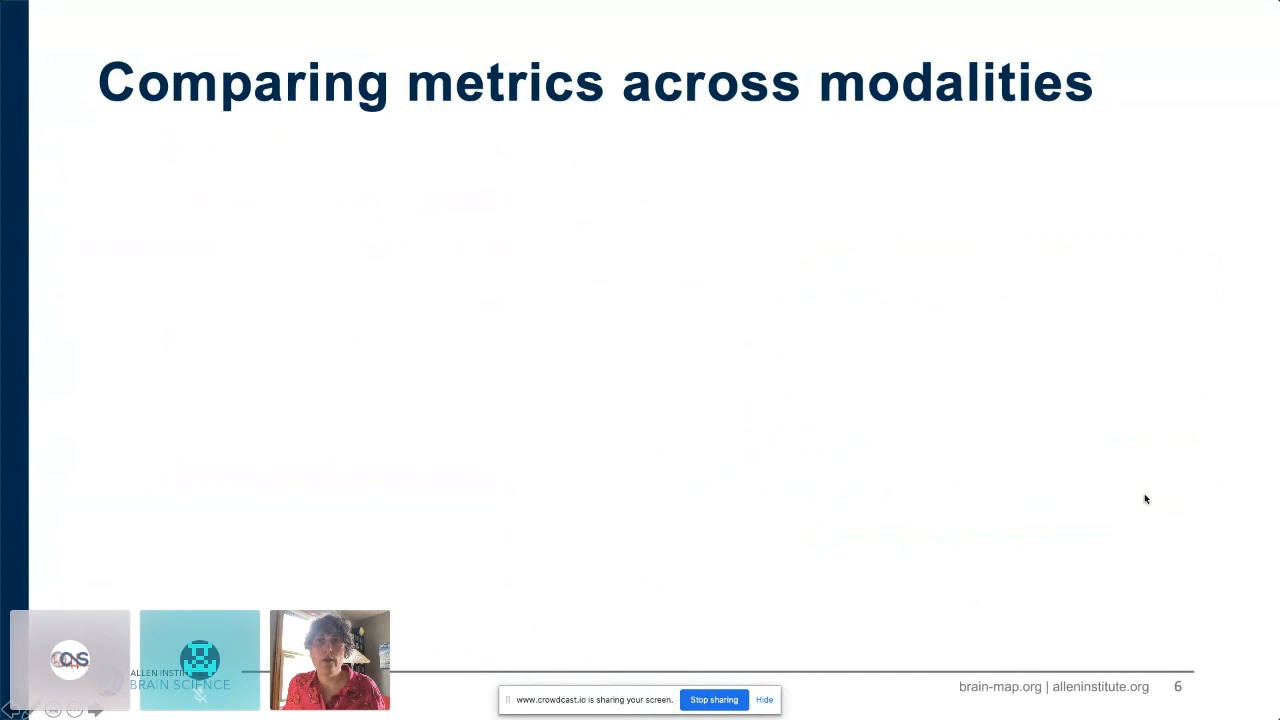 Comparing metrics across modalities
ALLEN INSTIT
BRAIN SCIENCE
brain-map.org | alleninstitute.org
6
www.crowdcast.io is sharing your screen.
Stop sharing
Hide